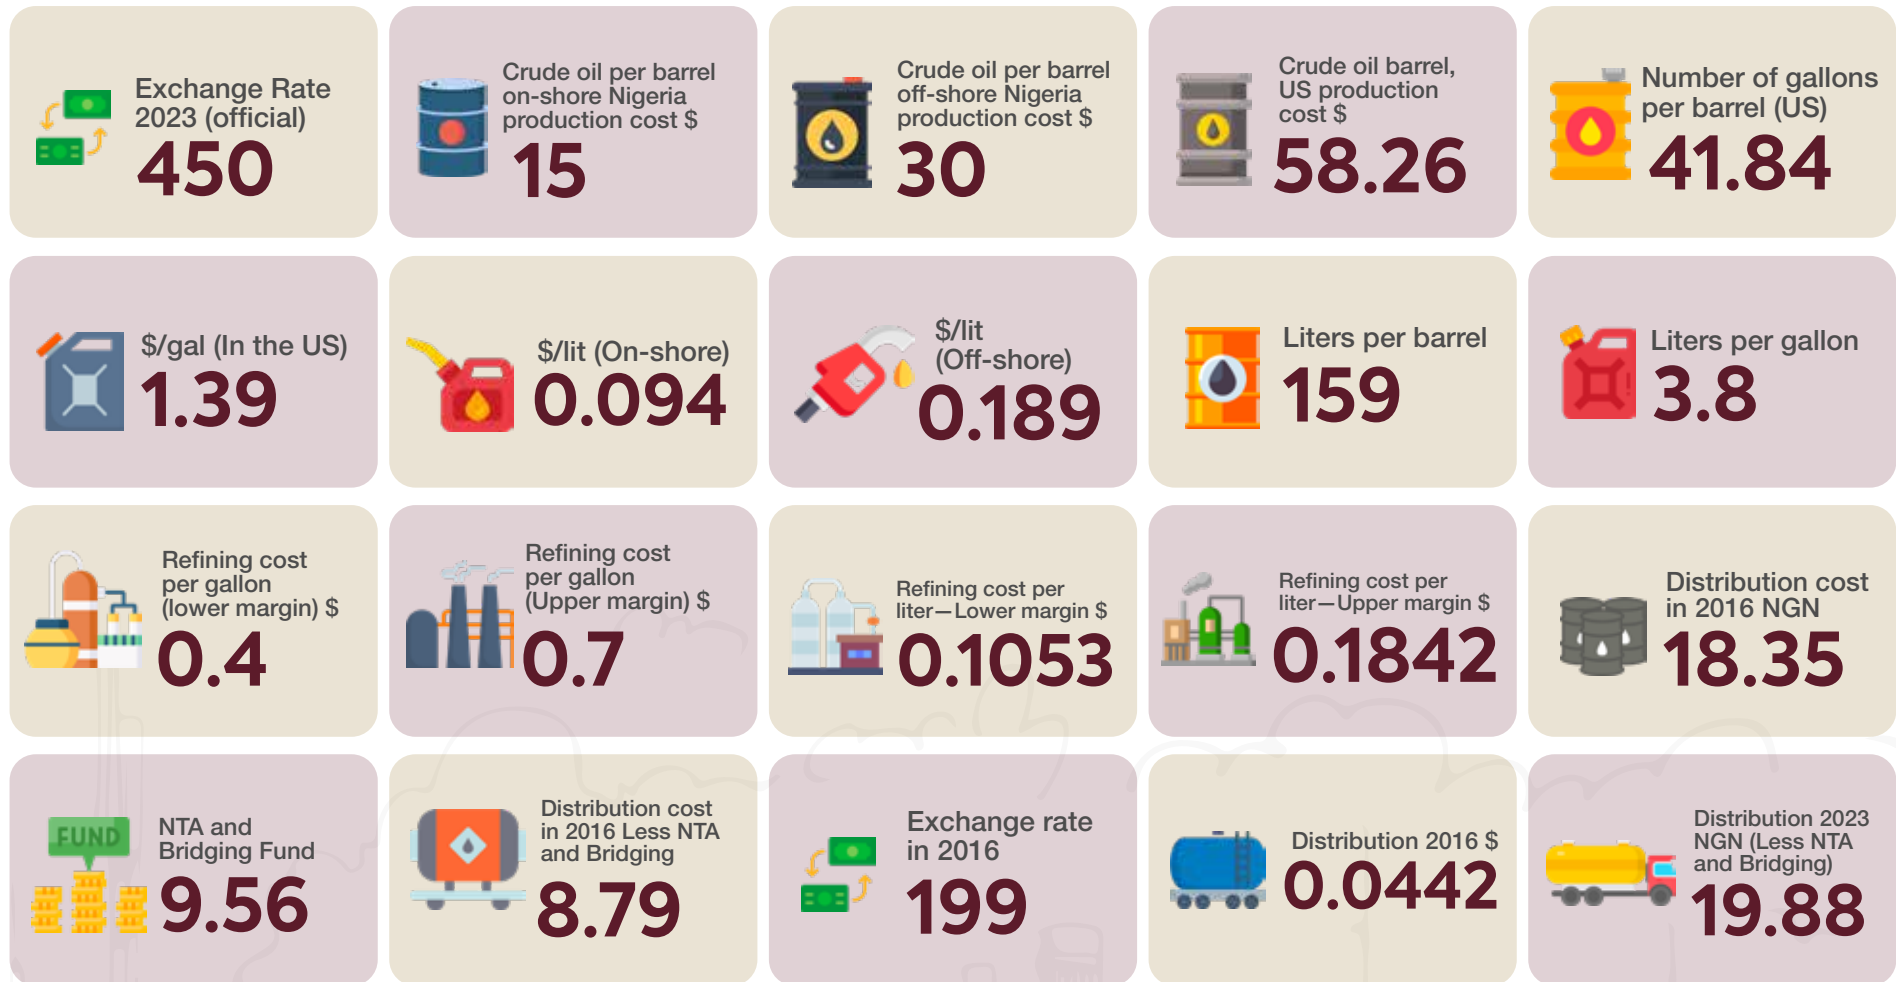 Exchange Rate
2023 (official)
450
Crude oil per barrel
on-shore Nigeria
production cost $
15
Crude oil per barrel
off-shore Nigeria
production cost $
30
Crude oil barrel,
US production
cost $
58.26
Number of gallons
per barrel (US)
41.84
$/gal (In the US)
1.39
$/lit (On-shore)
0.094
$/lit
(Off-shore)
0.189
Liters per barrel
159
Liters per gallon
3.8
Refining cost
per gallon
(lower margin) $
0.4
Refining cost
per gallon
(Upper margin) $
0.7
Refining cost per
liter—Lower margin $
0.1053
Refining cost per
liter—Upper margin $
0.1842
Distribution cost
in 2016 NGN
18.35
FUND
NTA and
Bridging Fund
9.56
Distribution cost
in 2016 Less NTA
and Bridging
8.79
Exchange rate
in 2016
199
Distribution 2016 $
0.0442
Distribution 2023
NGN (Less NTA
and Bridging)
19.88